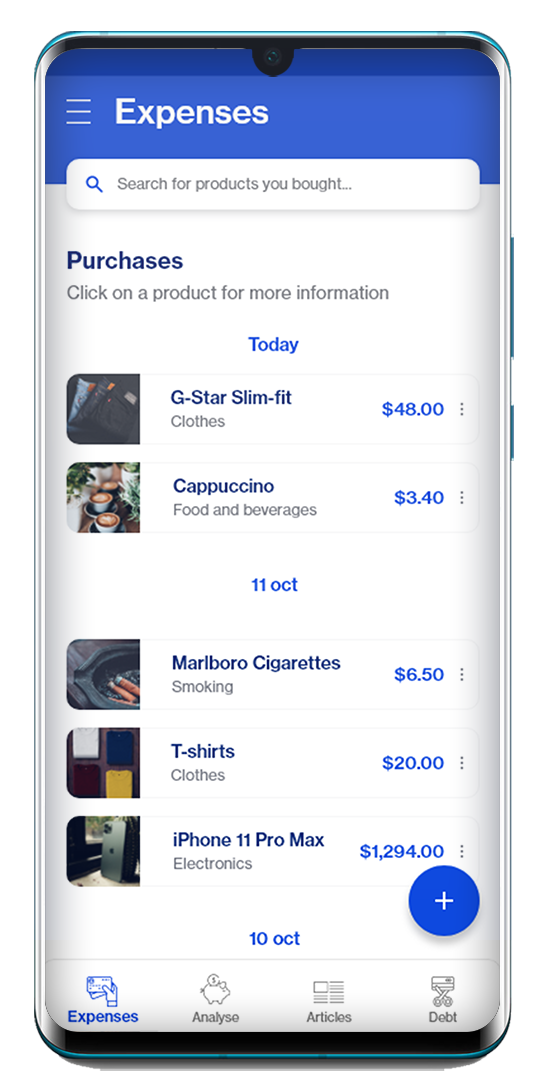 Expenses
Search for products you bought...
Purchases
Click on a product for more information
Today
G-Star Slim-fit
Clothes
$48.00
Cappuccino
Food and beverages
$3.40
11 oct
Marlboro Cigarettes
Smoking
$6.50
T-shirts
Clothes
$20.00
iPhone 11 Pro Max
Electronics
$1,294.00
+
10 oct
Expenses
Analyse
Articles
Debt